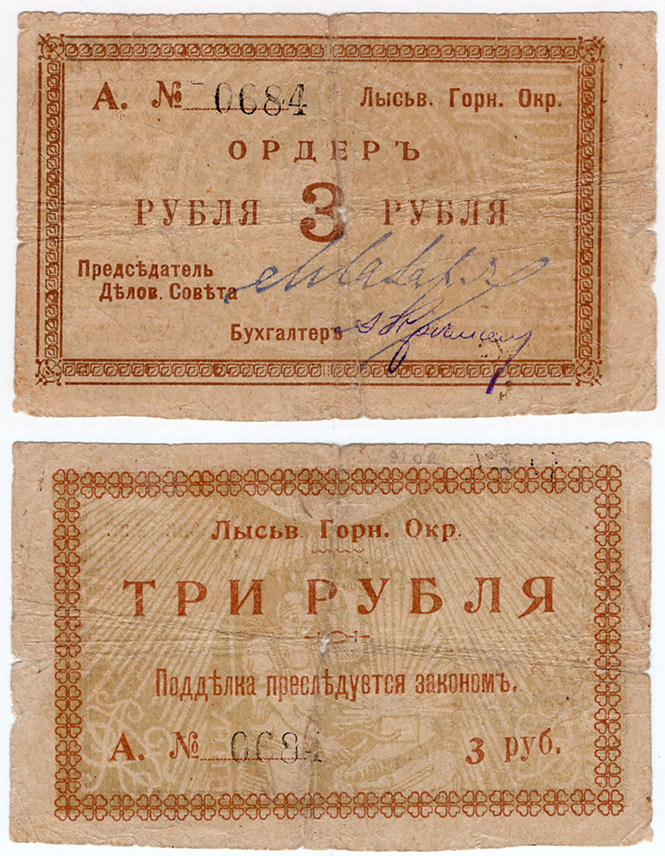 А. № 0684 Лысьв. Горн. Окр.
ОРДЕРЪ
РУБЛЯ 3 РУБЛЯ
Предсѣдатель
Дѣлов. Совѣта
Бухгалтеръ
Лысьв. Горн. Окр.
ТРИ РУБЛЯ
Поддѣлка преслѣдуется закономъ.
А. № 0684 3 руб.